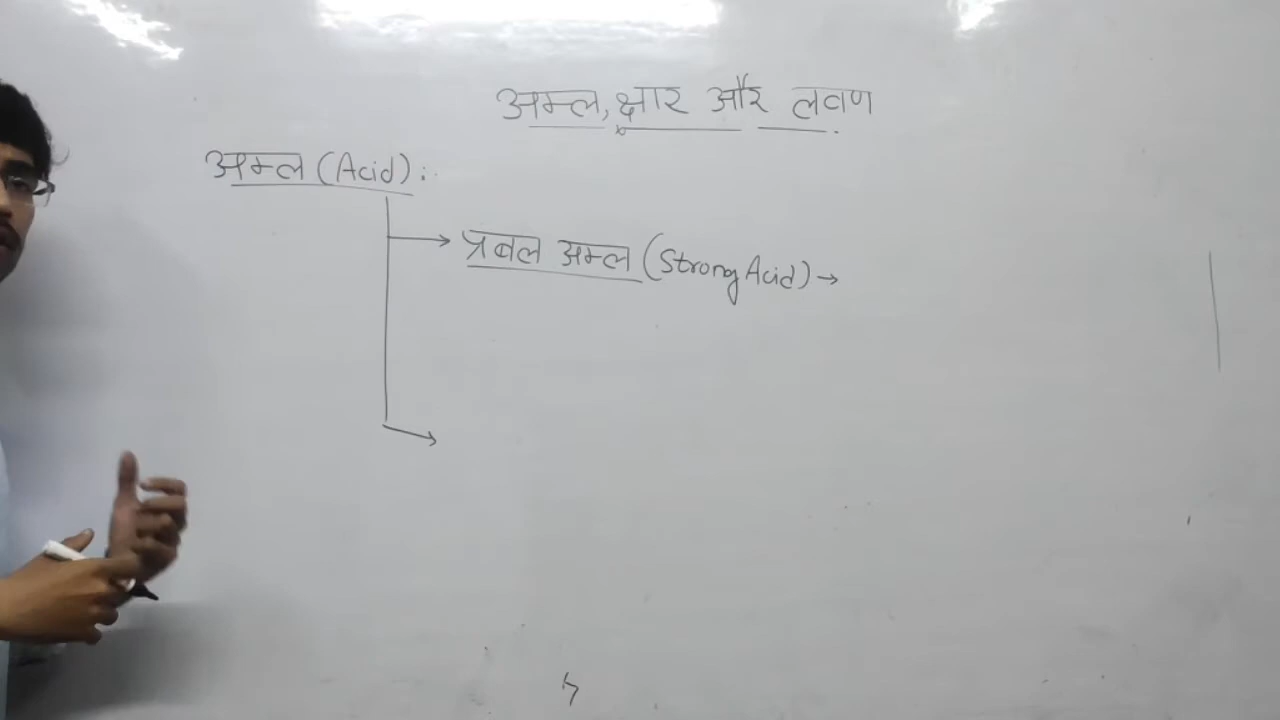 अम्ल, क्षार और लवण
अम्ल (Acid):
→ प्रबल अम्ल (Strong Acid) →